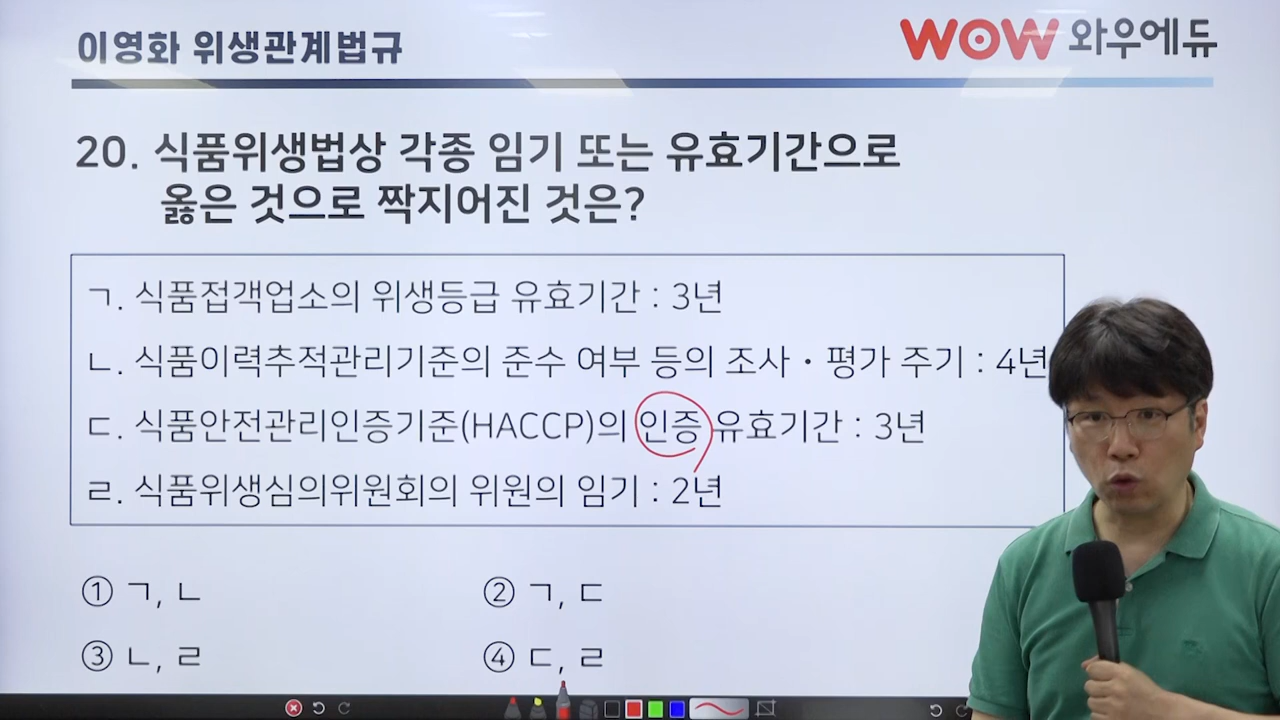 이영화 위생관계법규
WOW 와우에듀
20. 식품위생법상 각종 임기 또는 유효기간으로
옳은 것으로 짝지어진 것은?
ㄱ. 식품접객업소의 위생등급 유효기간 : 3년
ㄴ. 식품이력추적관리기준의 준수 여부 등의 조사・평가 주기 : 4년
ㄷ. 식품안전관리인증기준(HACCP)의 인증 유효기간 : 3년
ㄹ. 식품위생심의위원회의 위원의 임기 : 2년
① ㄱ, ㄴ
② ㄱ, ㄷ
③ ㄴ, ㄹ
④ ㄷ, ㄹ